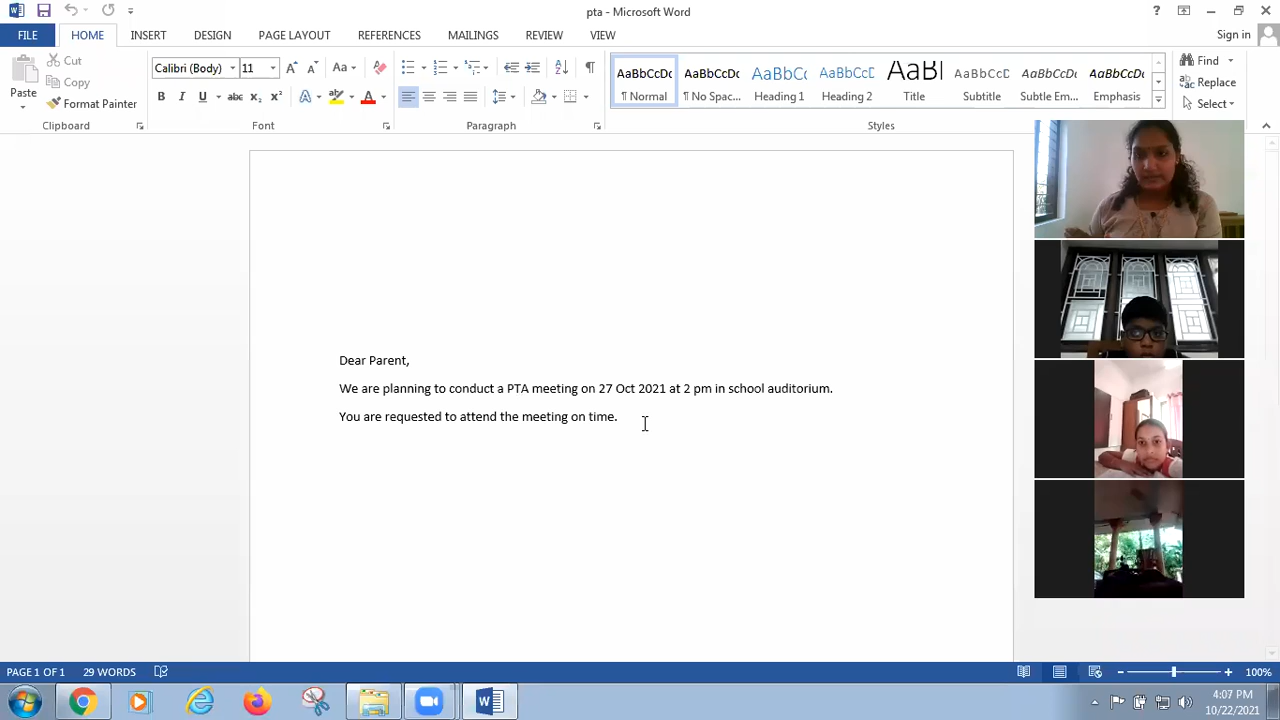 pta - Microsoft Word
Sign in
FILE HOME INSERT DESIGN PAGE LAYOUT REFERENCES MAILINGS REVIEW VIEW
Cut
Copy
Paste
Format Painter
Clipboard
Calibri (Body) 11
Font
Paragraph
AaBbCcDc AaBbCcDc AaBbCc AaBbCcD AaBl AaBbCcD AaBbCcDc AaBbCcDc
¶ Normal ¶ No Spac... Heading 1 Heading 2 Title Subtitle Subtle Em... Emphasis
Styles
Find
Replace
Select
Dear Parent,
We are planning to conduct a PTA meeting on 27 Oct 2021 at 2 pm in school auditorium.
You are requested to attend the meeting on time.
PAGE 1 OF 1 29 WORDS
100%
4:07 PM
10/22/2021